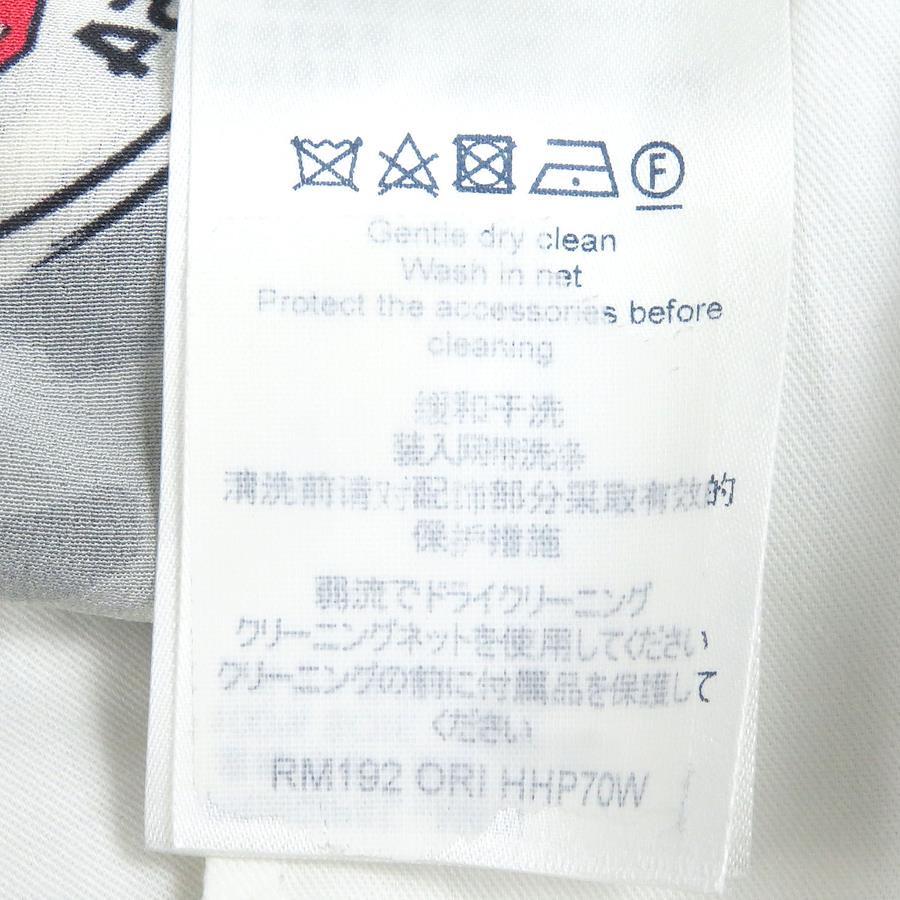 F
Gentle dry clean
Wash in net
Protect the accessories before
cleaning
缓和干洗
装入网带洗涤
清洗前请对配饰部分采取有效的
保护措施
弱流でドライクリーニング
クリーニングネットを使用してください
クリーニングの前に付属品を保護して
ください
RM192 ORI HHP70W